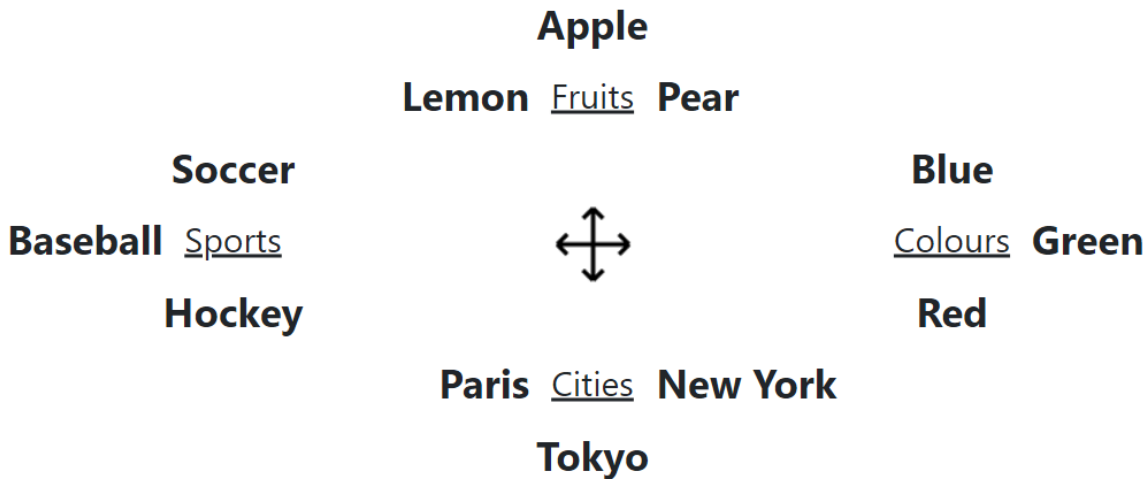 Apple
Lemon Fruits Pear
Soccer Blue
Baseball Sports Colours Green
Hockey Red
Paris Cities New York
Tokyo